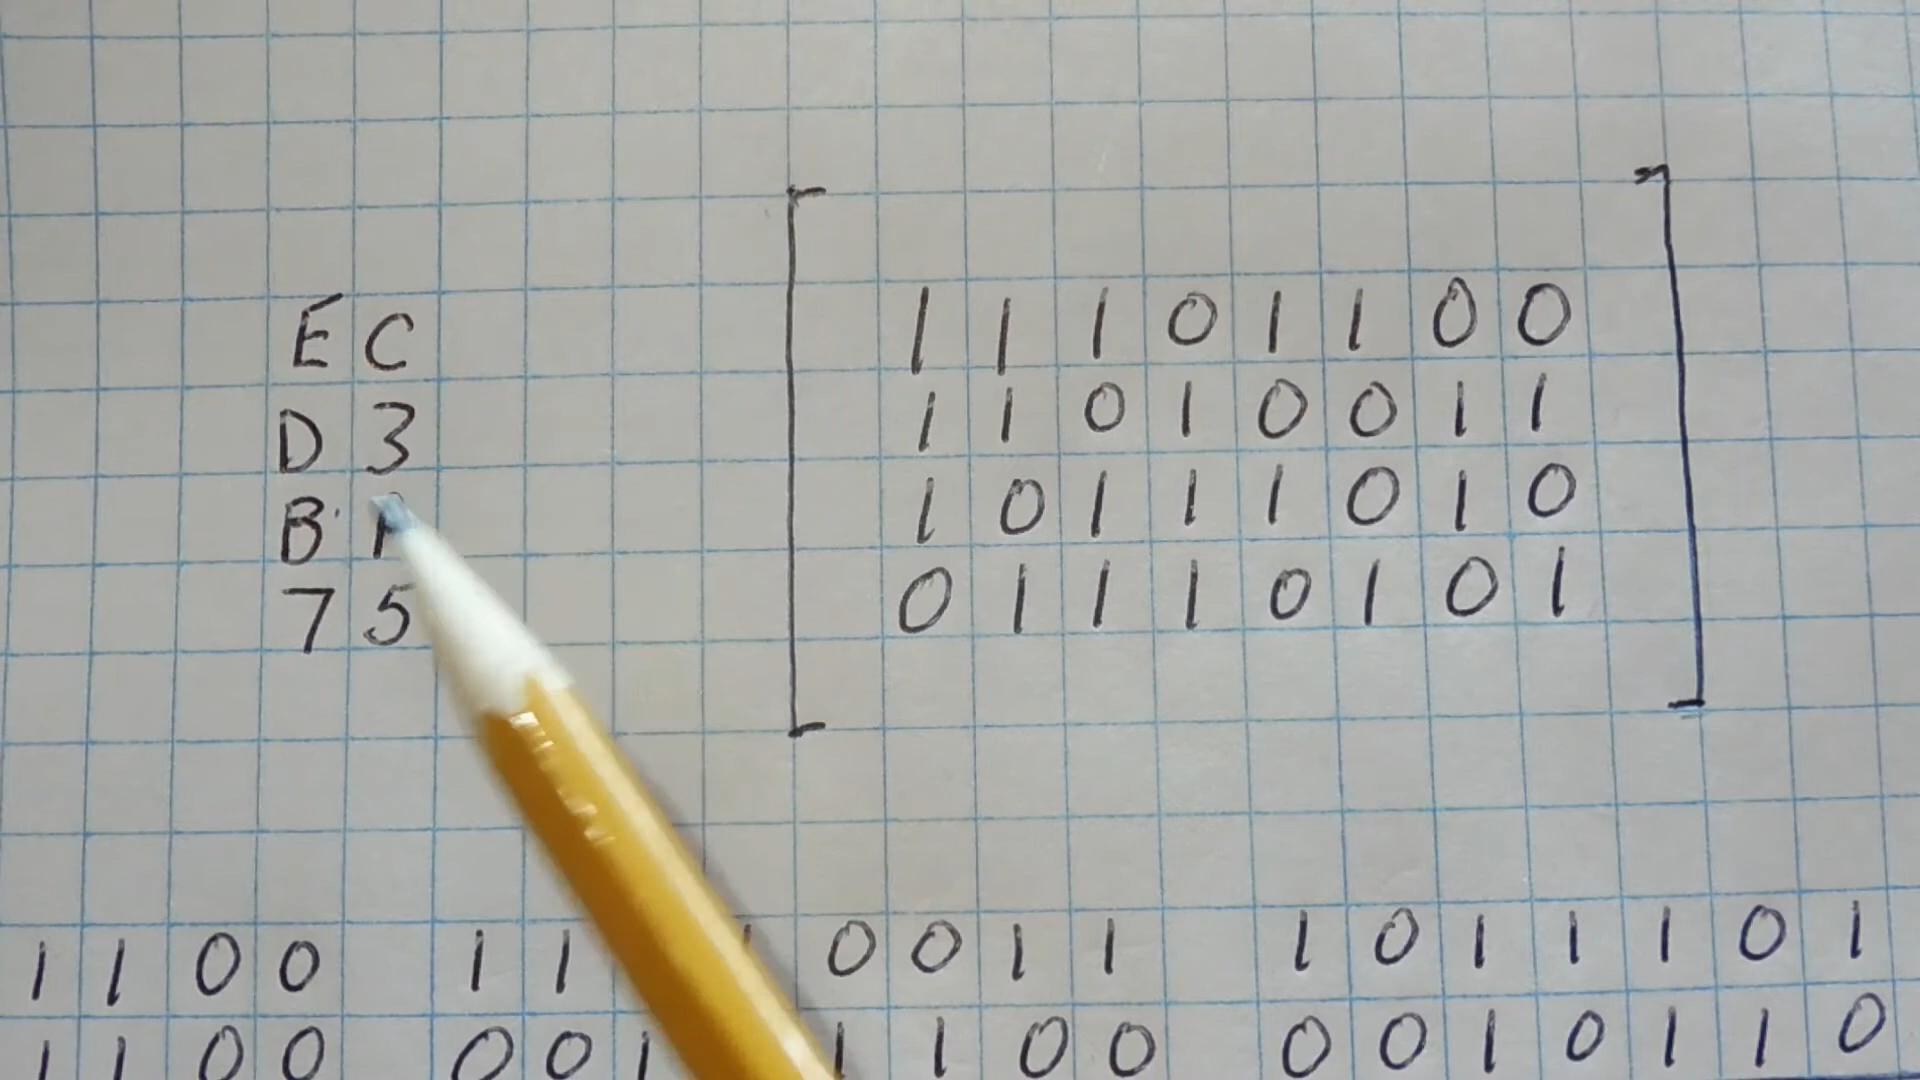 E C
D 3
B
7 5
1 1 1 0 1 1 0 0
1 1 0 1 0 0 1 1
1 0 1 1 1 0 1 0
0 1 1 1 0 1 0 1
1 1 0 0 1 1 0 0 1 1 1 0 1 1 1 0 1
1 1 0 0 0 0 1 1 1 0 0 0 0 1 0 1 1 0